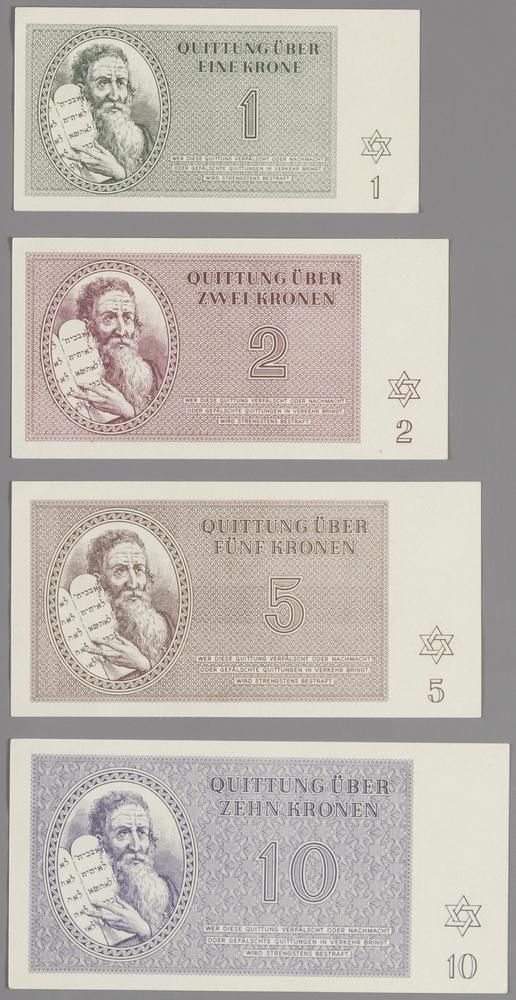 QUITTUNG ÜBER
EINE KRONE
1
WER DIESE QUITTUNG VERFÄLSCHT ODER NACHMACHT
ODER GEFÄLSCHTE QUITTUNGEN IN VERKEHR BRINGT
WIRD STRENGSTENS BESTRAFT
1
QUITTUNG ÜBER
ZWEI KRONEN
2
WER DIESE QUITTUNG VERFÄLSCHT ODER NACHMACHT
ODER GEFÄLSCHTE QUITTUNGEN IN VERKEHR BRINGT
WIRD STRENGSTENS BESTRAFT
2
QUITTUNG ÜBER
FÜNF KRONEN
5
WER DIESE QUITTUNG VERFÄLSCHT ODER NACHMACHT
ODER GEFÄLSCHTE QUITTUNGEN IN VERKEHR BRINGT
WIRD STRENGSTENS BESTRAFT
5
QUITTUNG ÜBER
ZEHN KRONEN
10
WER DIESE QUITTUNG VERFÄLSCHT ODER NACHMACHT
ODER GEFÄLSCHTE QUITTUNGEN IN VERKEHR BRINGT
WIRD STRENGSTENS BESTRAFT
10